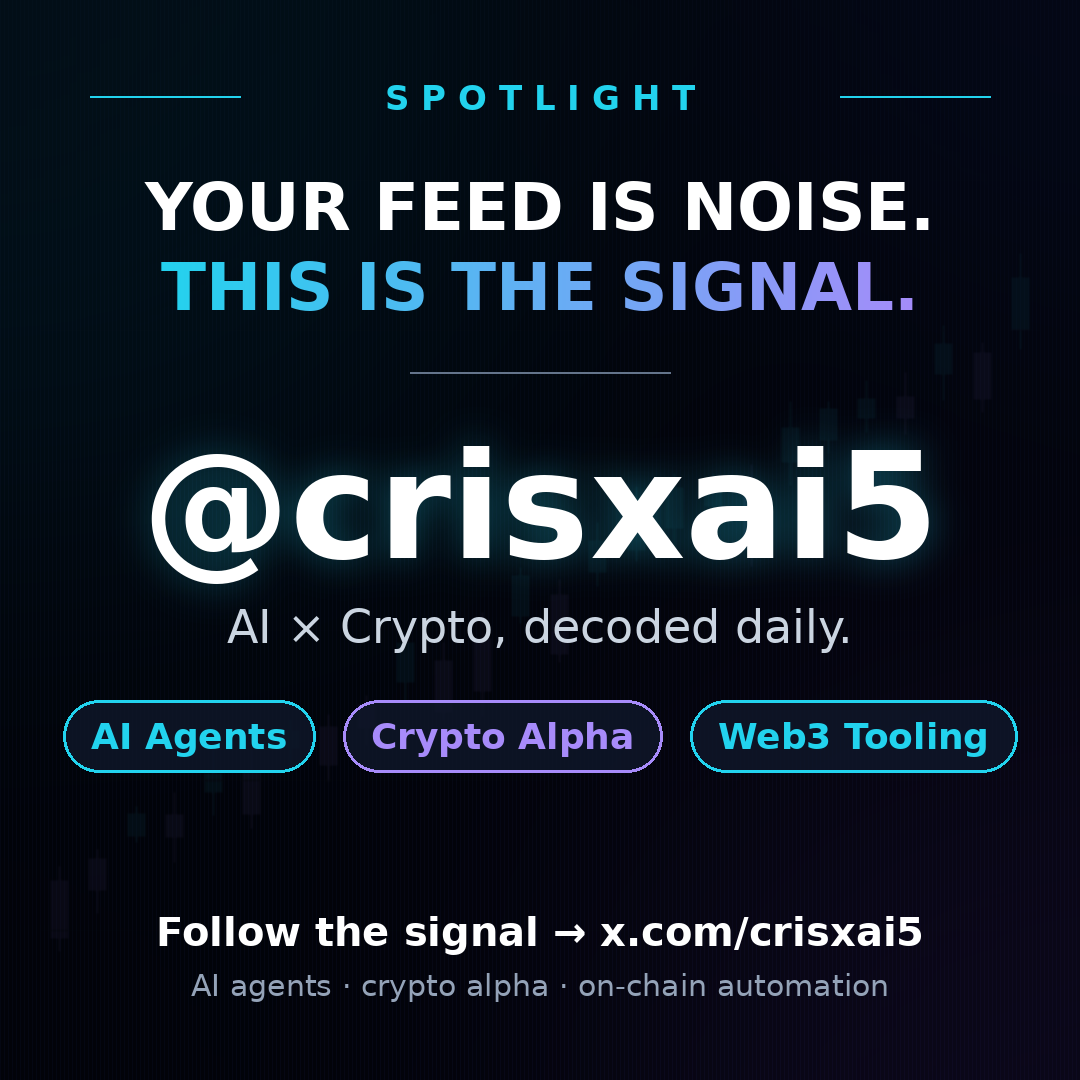 SPOTLIGHT
YOUR FEED IS NOISE.
THIS IS THE SIGNAL.
@crisxai5
AI × Crypto, decoded daily.
AI Agents
Crypto Alpha
Web3 Tooling
Follow the signal → x.com/crisxai5
AI agents · crypto alpha · on-chain automation